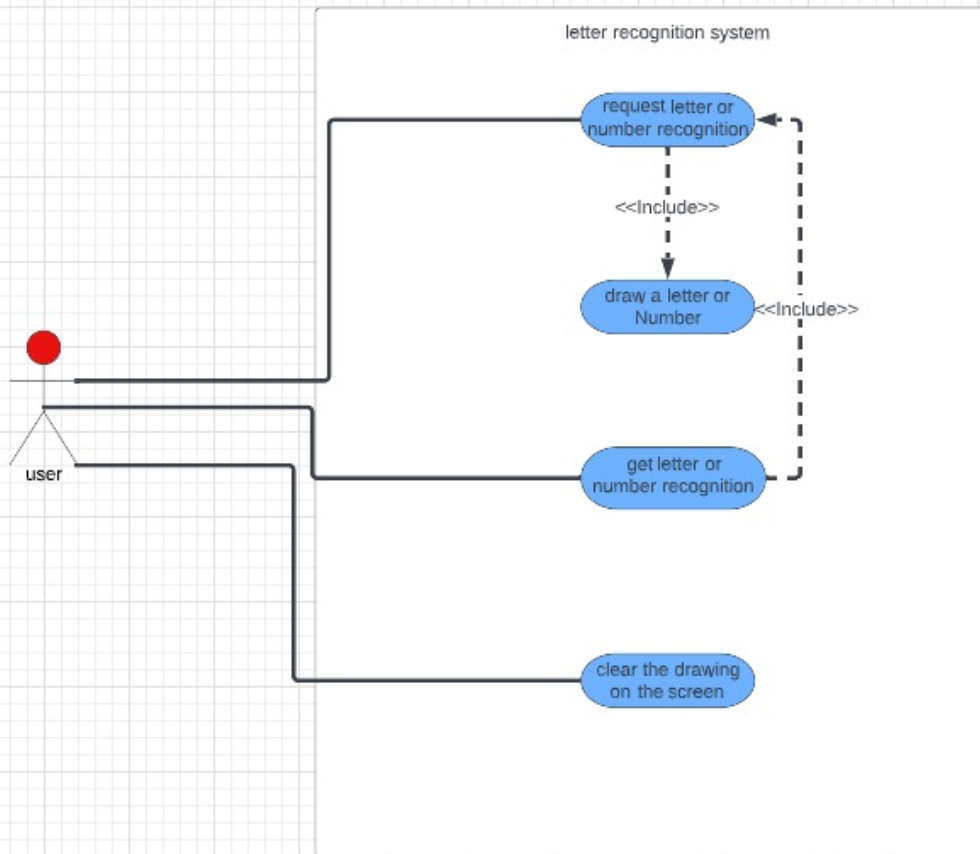 letter recognition system
request letter or
number recognition
<<Include>>
draw a letter or
Number
<<Include>>
user
get letter or
number recognition
clear the drawing
on the screen